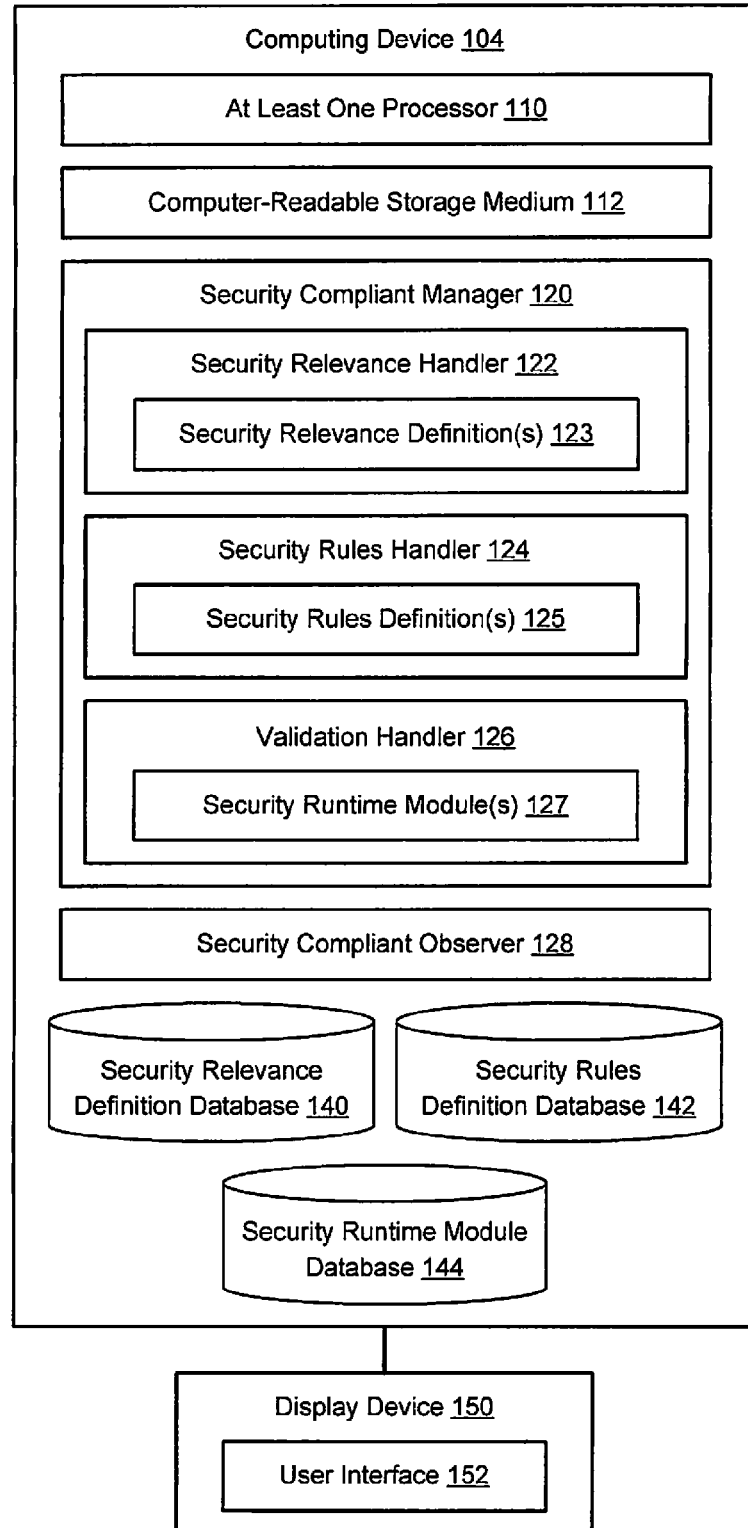 Computing Device 104
At Least One Processor 110
Computer-Readable Storage Medium 112
Security Compliant Manager 120
Security Relevance Handler 122
Security Relevance Definition(s) 123
Security Rules Handler 124
Security Rules Definition(s) 125
Validation Handler 126
Security Runtime Module(s) 127
Security Compliant Observer 128
Security Relevance
Definition Database 140
Security Rules
Definition Database 142
Security Runtime Module
Database 144
Display Device 150
User Interface 152